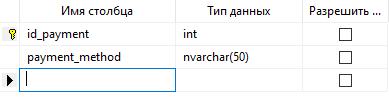 Имя столбца Тип данных Разрешить ...
id_payment int
payment_method nvarchar(50)